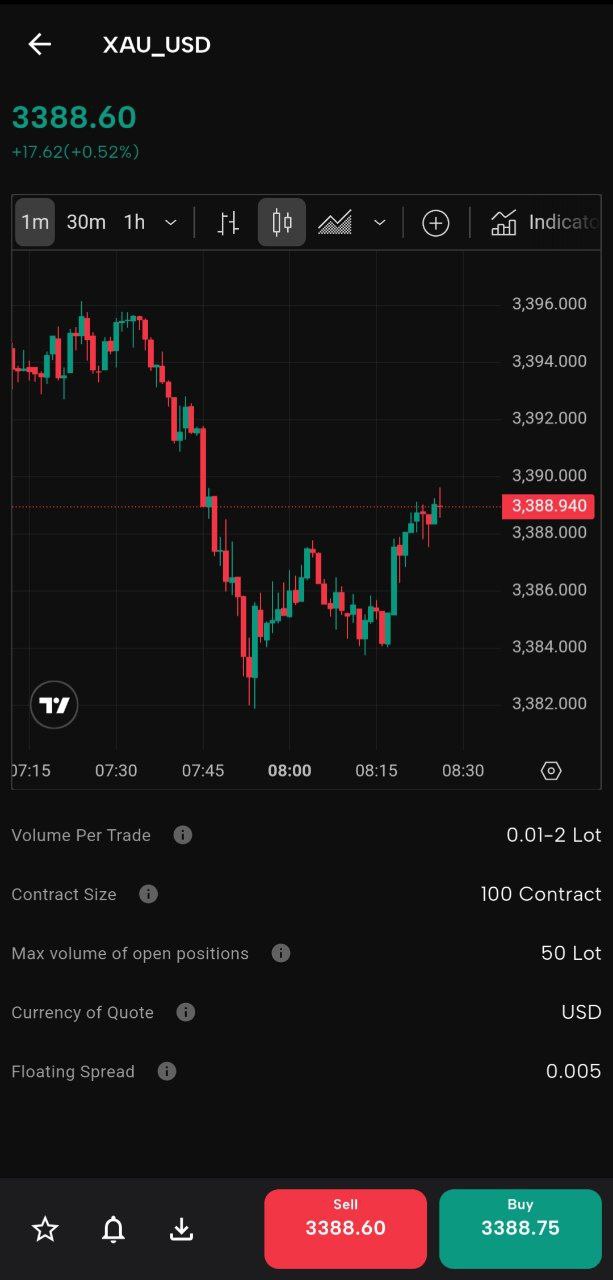 XAU_USD
3388.60
+17.62(+0.52%)
1m 30m 1h Indicato
3,396.000
3,394.000
3,392.000
3,390.000
3,388.940
3,388.000
3,386.000
3,384.000
3,382.000
07:15 07:30 07:45 08:00 08:15 08:30
Volume Per Trade 0.01-2 Lot
Contract Size 100 Contract
Max volume of open positions 50 Lot
Currency of Quote USD
Floating Spread 0.005
Sell Buy
3388.60 3388.75